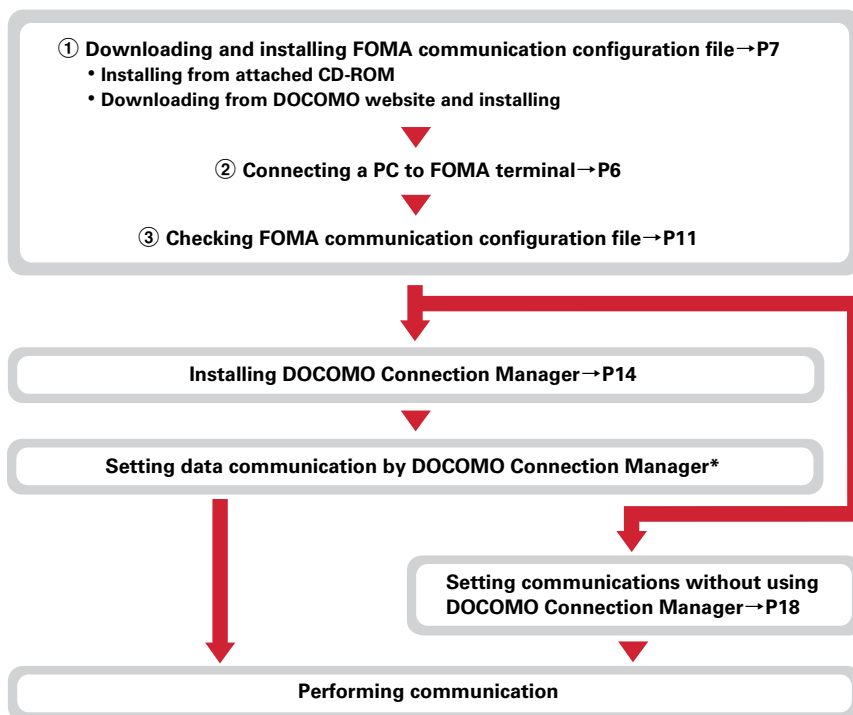 ① Downloading and installing FOMA communication configuration file→P7
• Installing from attached CD-ROM
• Downloading from DOCOMO website and installing
② Connecting a PC to FOMA terminal→P6
③ Checking FOMA communication configuration file→P11
Installing DOCOMO Connection Manager→P14
Setting data communication by DOCOMO Connection Manager*
Setting communications without using
DOCOMO Connection Manager→P18
Performing communication